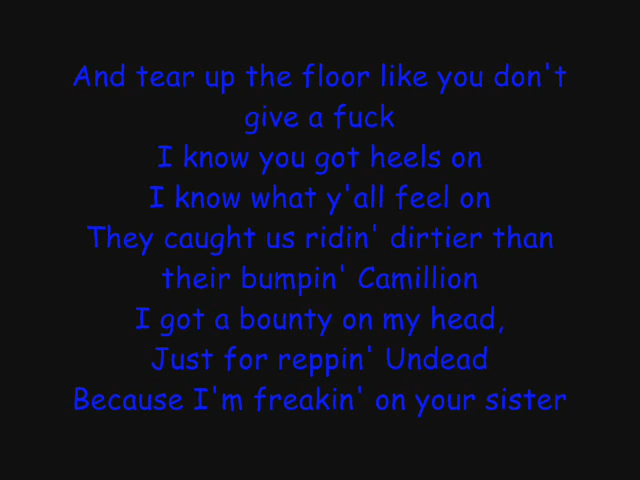 And tear up the floor like you don't
give a fuck
I know you got heels on
I know what y'all feel on
They caught us ridin' dirtier than
their bumpin' Camillion
I got a bounty on my head,
Just for reppin' Undead
Because I'm freakin' on your sister